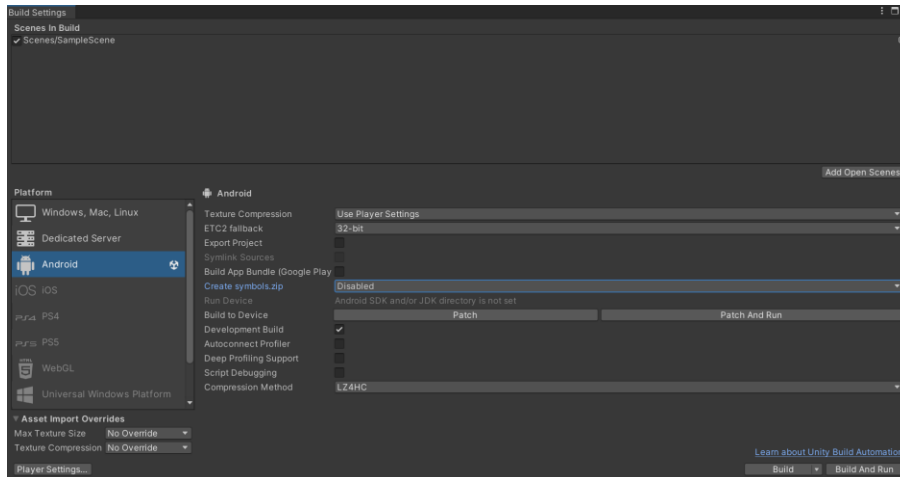 Build Settings
Scenes In Build
Scenes/SampleScene
Add Open Scenes
Platform
Windows, Mac, Linux
Dedicated Server
Android
iOS iOS
PS4
PS5
WebGL
Universal Windows Platform
Android
Texture Compression Use Player Settings
ETC2 fallback 32-bit
Export Project
Symlink Sources
Build App Bundle (Google Play
Create symbols.zip Disabled
Run Device Android SDK and/or JDK directory is not set
Build to Device Patch Patch And Run
Development Build
Autoconnect Profiler
Deep Profiling Support
Script Debugging
Compression Method LZ4HC
Asset Import Overrides
Max Texture Size No Override
Texture Compression No Override
Learn about Unity Build Automation
Player Settings...
Build Build And Run